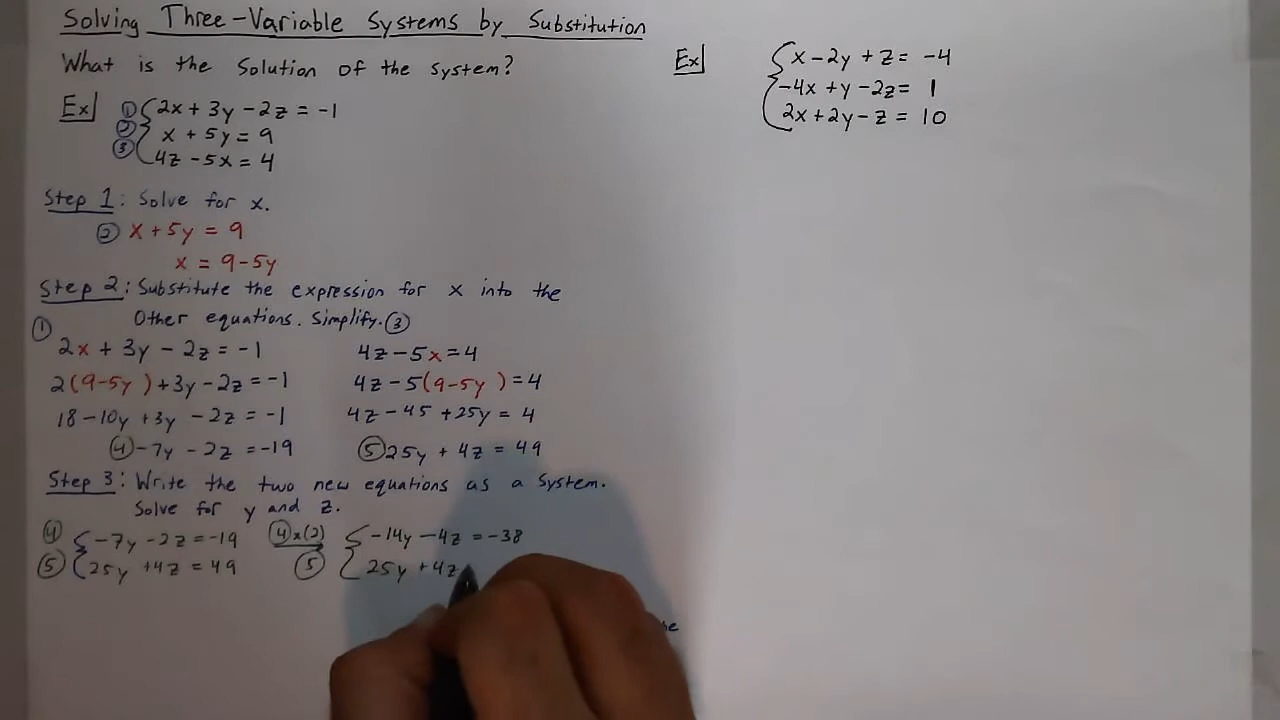 Solving Three-Variable Systems by Substitution
What is the solution of the system?
Ex
① 2x + 3y - 2z = -1
② x + 5y = 9
③ 4z - 5x = 4
Step 1: Solve for x.
② x + 5y = 9
x = 9-5y
Step 2: Substitute the expression for x into the
Other equations. Simplify.
① 2x + 3y - 2z = -1
2(9-5y) + 3y - 2z = -1
18 - 10y + 3y - 2z = -1
④ -7y - 2z = -19
③ 4z - 5x = 4
4z - 5(9-5y) = 4
4z - 45 + 25y = 4
⑤ 25y + 4z = 49
Step 3: Write the two new equations as a System.
Solve for y and z.
④ -7y - 2z = -19
⑤ 25y + 4z = 49
④x(2) -14y - 4z = -38
⑤ 25y + 4z
Ex
x - 2y + z = -4
-4x + y - 2z = 1
2x + 2y - z = 10